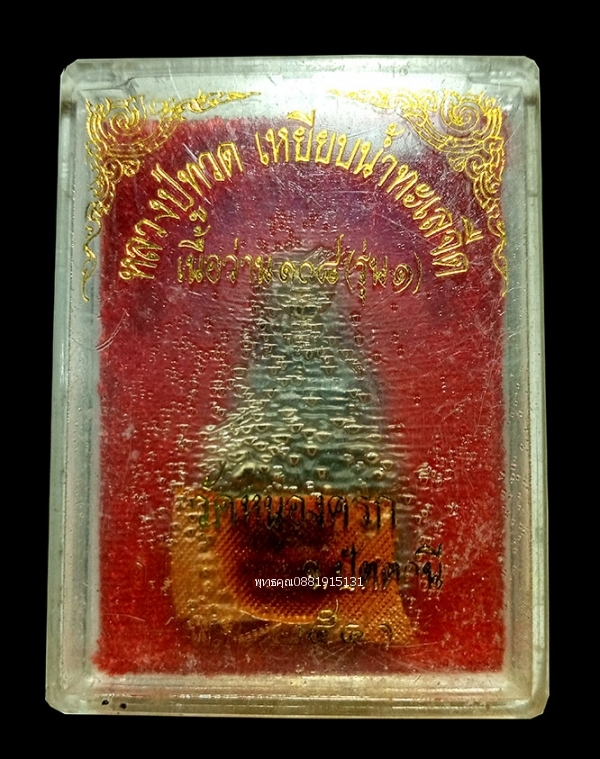 หลวงปู่ทวด เหยียบน้ำทะเลจืด
เนื้อว่าน๑๐๘(รุ่น๑)
วัดหนองครก
จ.ปัตตานี
พุทธคุณ0881915131